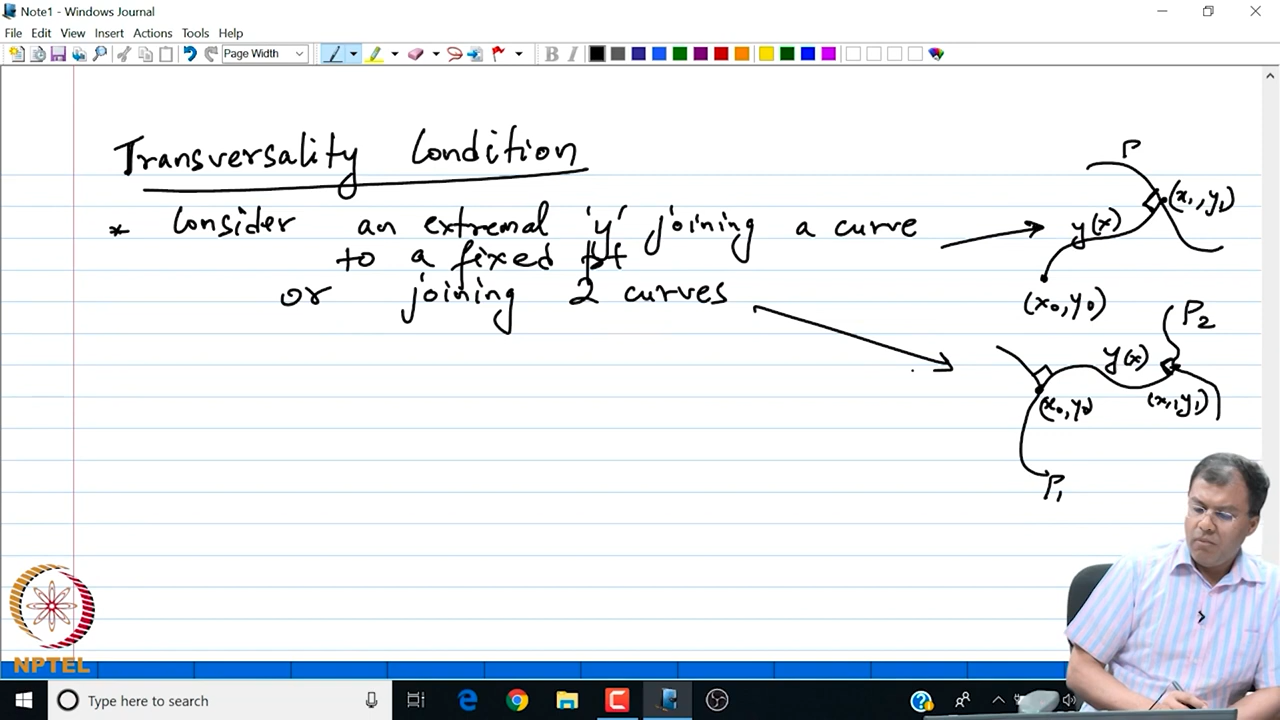 Note1 - Windows Journal
File Edit View Insert Actions Tools Help
Page Width
B I
Transversality Condition
* Consider an extremal 'y' joining a curve
to a fixed pt
or joining 2 curves
Γ
(x₁, y₁)
y(x)
(x₀, y₀)
Γ₂
y(x)
(x₀, y₀)
(x₁, y₁)
Γ₁
NPTEL
Type here to search